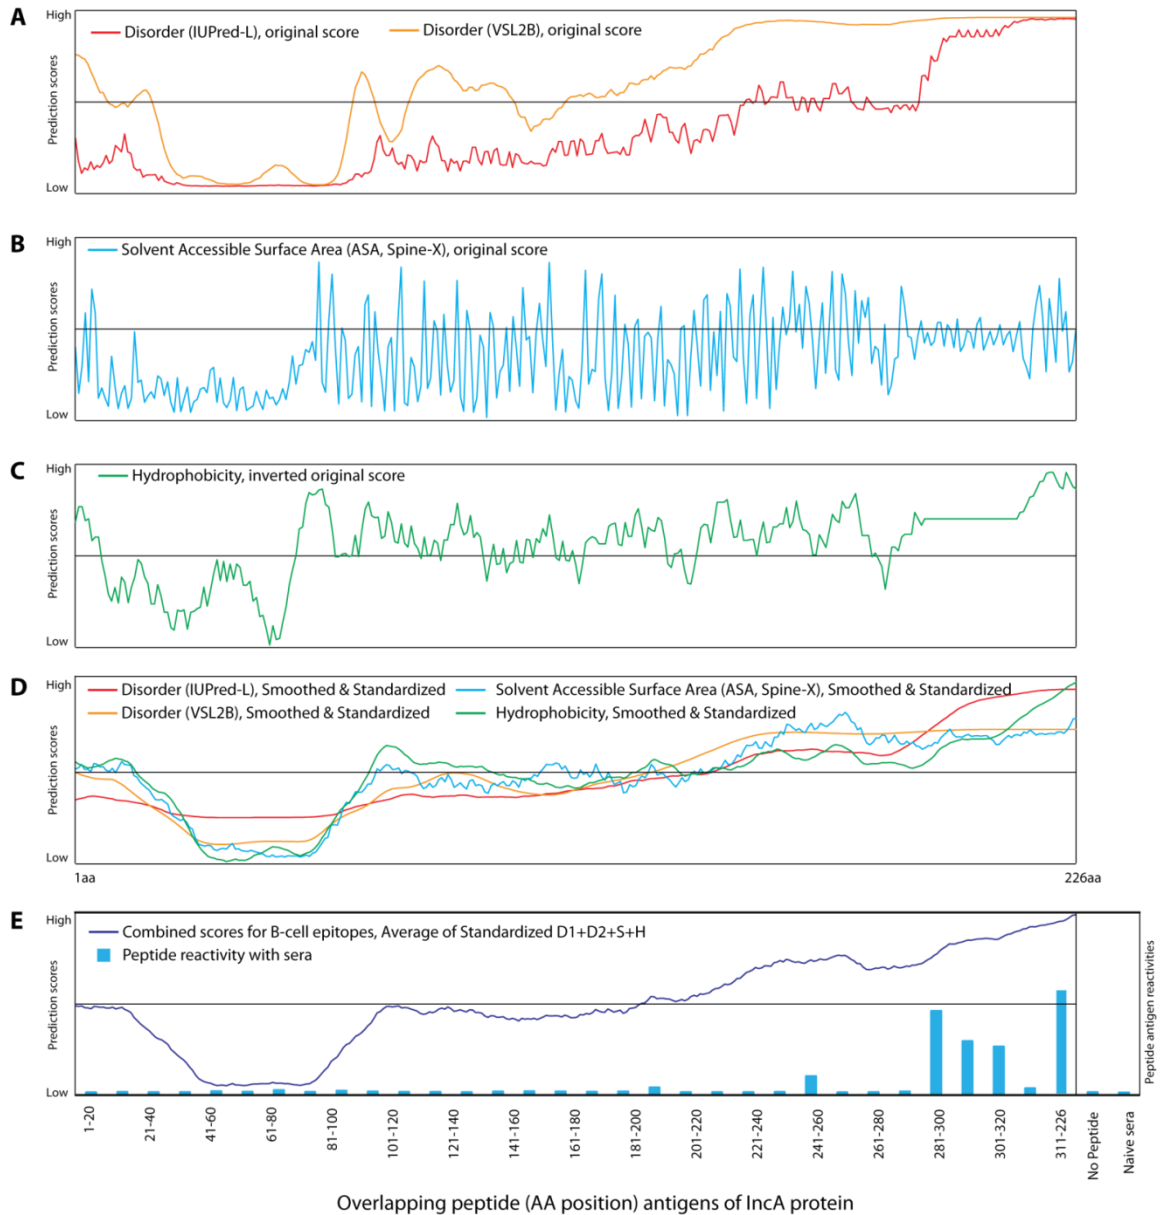 A
High
Disorder (IUPred-L), original score
Disorder (VSL2B), original score
Prediction scores
Low
B
High
Solvent Accessible Surface Area (ASA, Spine-X), original score
Prediction scores
Low
C
High
Hydrophobicity, inverted original score
Prediction scores
Low
D
High
Disorder (IUPred-L), Smoothed & Standardized
Solvent Accessible Surface Area (ASA, Spine-X), Smoothed & Standardized
Disorder (VSL2B), Smoothed & Standardized
Hydrophobicity, Smoothed & Standardized
Prediction scores
Low
1aa
226aa
E
High
Combined scores for B-cell epitopes, Average of Standardized D1+D2+S+H
Peptide reactivity with sera
Prediction scores
Peptide antigen reactivities
Low
1-20
21-40
41-60
61-80
81-100
101-120
121-140
141-160
161-180
181-200
201-220
221-240
241-260
261-280
281-300
301-320
311-226
No Peptide
Naive sera
Overlapping peptide (AA position) antigens of IncA protein